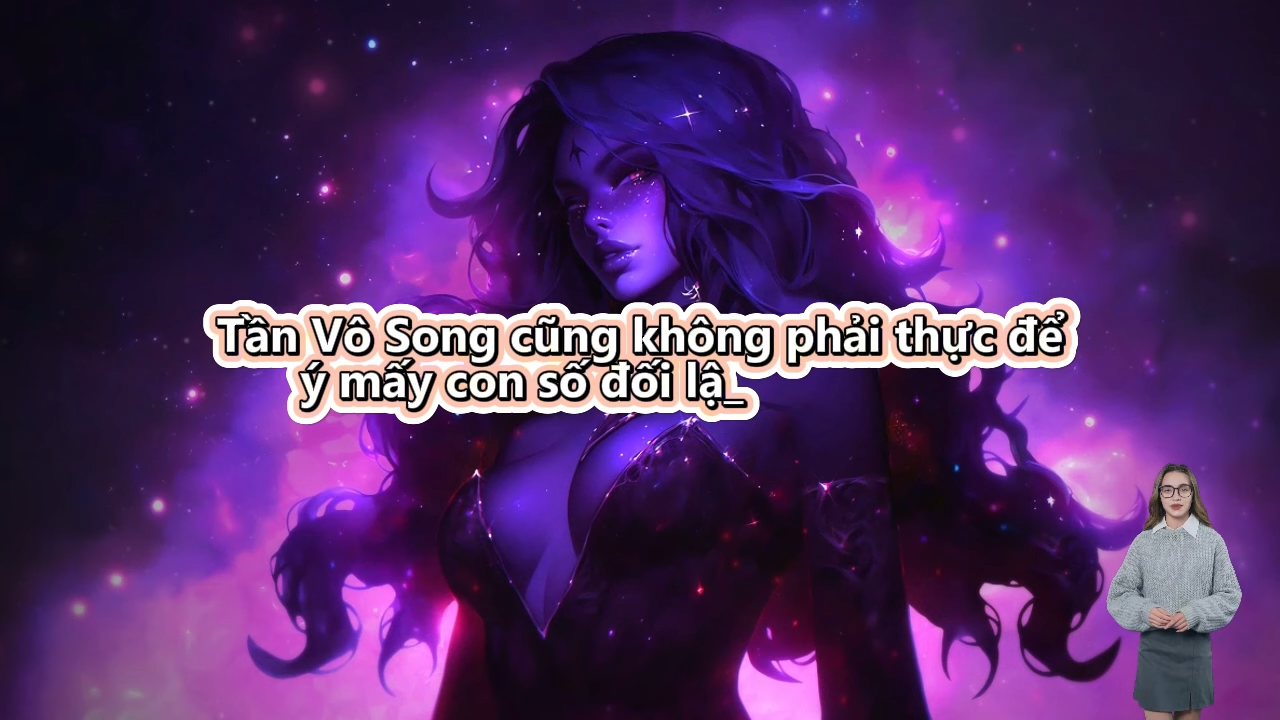 Tần Vô Song cũng không phải thực để
ý mấy con số đối lậ_